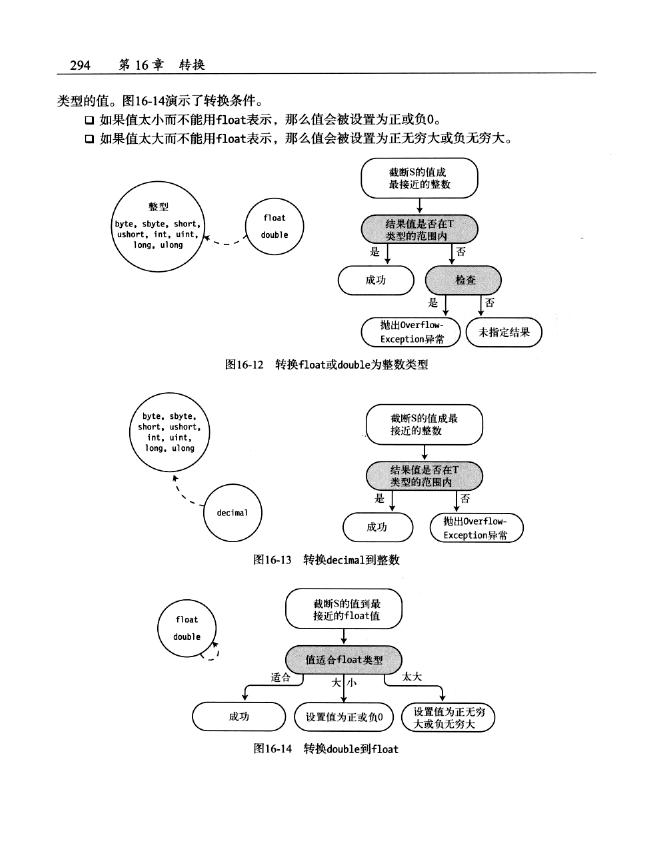 294 第16章 转换
类型的值。图16-14演示了转换条件。
❏ 如果值太小而不能用float表示，那么值会被设置为正或负0。
❏ 如果值太大而不能用float表示，那么值会被设置为正无穷大或负无穷大。
整型
byte, sbyte, short,
ushort, int, uint,
long, ulong
float
double
截断S的值成
最接近的整数
结果值是否在T
类型的范围内
是
否
成功
检查
是
否
抛出Overflow-
Exception异常
未指定结果
图16-12 转换float或double为整数类型
byte, sbyte,
short, ushort,
int, uint,
long, ulong
decimal
截断S的值成最
接近的整数
结果值是否在T
类型的范围内
是
否
成功
抛出Overflow-
Exception异常
图16-13 转换decimal到整数
float
double
截断S的值到最
接近的float值
值适合float类型
适合
大小
太大
成功
设置值为正或负0
设置值为正无穷
大或负无穷大
图16-14 转换double到float